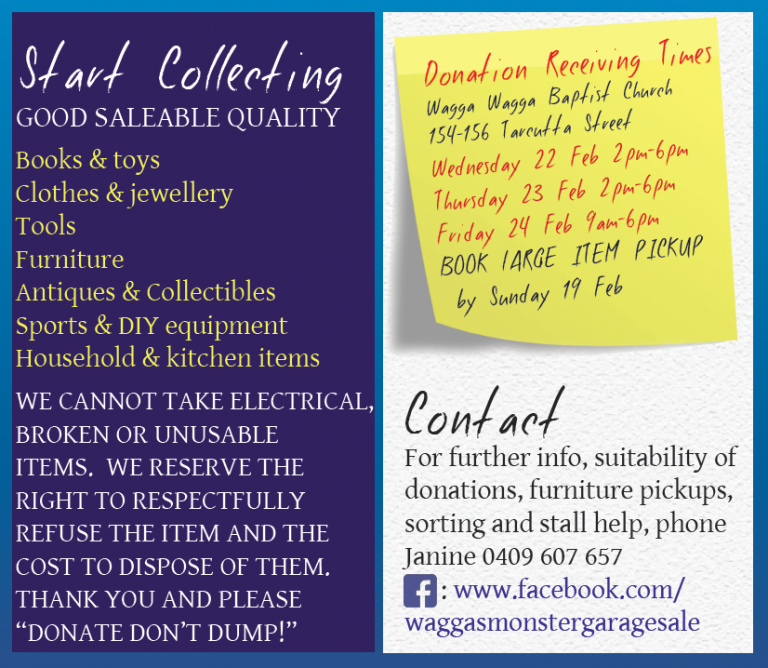 Start Collecting
GOOD SALEABLE QUALITY
Books & toys
Clothes & jewellery
Tools
Furniture
Antiques & Collectibles
Sports & DIY equipment
Household & kitchen items
WE CANNOT TAKE ELECTRICAL,
BROKEN OR UNUSABLE
ITEMS. WE RESERVE THE
RIGHT TO RESPECTFULLY
REFUSE THE ITEM AND THE
COST TO DISPOSE OF THEM.
THANK YOU AND PLEASE
“DONATE DON’T DUMP!”
Donation Receiving Times
Wagga Wagga Baptist Church
154-156 Tarcutta Street
Wednesday 22 Feb 2pm-6pm
Thursday 23 Feb 2pm-6pm
Friday 24 Feb 9am-6pm
BOOK LARGE ITEM PICKUP
by Sunday 19 Feb
Contact
For further info, suitability of
donations, furniture pickups,
sorting and stall help, phone
Janine 0409 607 657
f : www.facebook.com/
waggasmonstergaragesale